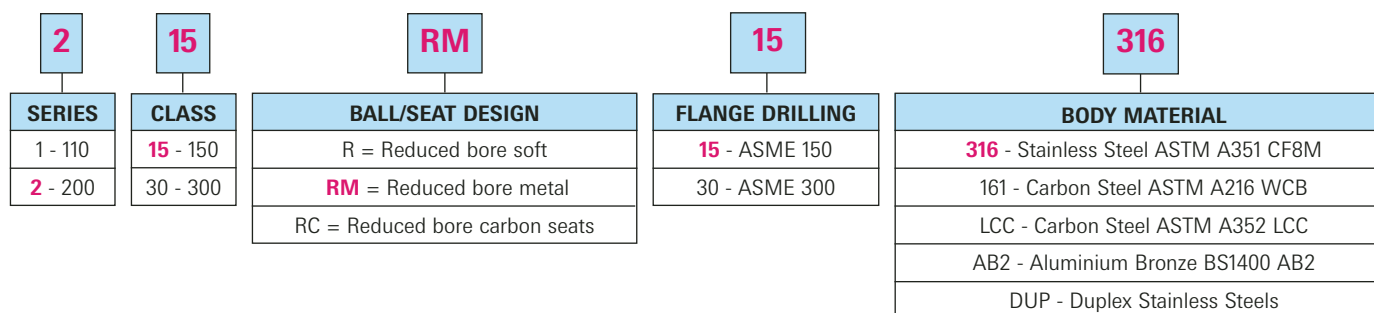 2 15 RM 15 316
SERIES CLASS BALL/SEAT DESIGN FLANGE DRILLING BODY MATERIAL
1 - 110 15 - 150 R = Reduced bore soft 15 - ASME 150 316 - Stainless Steel ASTM A351 CF8M
2 - 200 30 - 300 RM = Reduced bore metal 30 - ASME 300 161 - Carbon Steel ASTM A216 WCB
RC = Reduced bore carbon seats LCC - Carbon Steel ASTM A352 LCC
AB2 - Aluminium Bronze BS1400 AB2
DUP - Duplex Stainless Steels